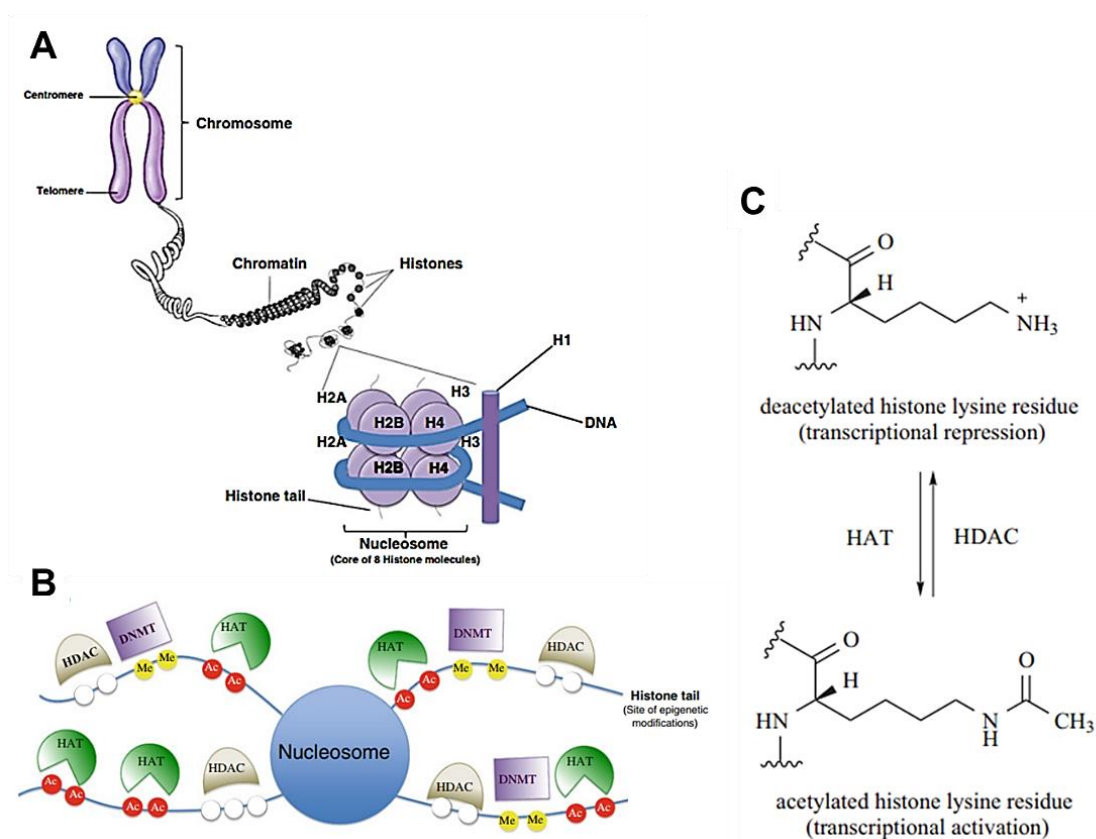 A
Centromere
Chromosome
Telomere
Chromatin
Histones
H1
H2A
H3
H2B
H4
DNA
H2A
H3
H2B
H4
Histone tail
Nucleosome
(Core of 8 Histone molecules)
B
HDAC
DNMT
HAT
Me
Me
Ac
Ac
HAT
DNMT
HDAC
Ac
Ac
Me
Me
Histone tail
(Site of epigenetic
modifications)
Nucleosome
HAT
HAT
HDAC
Ac
Ac
Ac
Ac
HDAC
DNMT
HAT
Me
Me
Ac
Ac
C
O
H
HN
+
NH3
deacetylated histone lysine residue
(transcriptional repression)
HAT
HDAC
O
H
O
HN
N
H
CH3
acetylated histone lysine residue
(transcriptional activation)